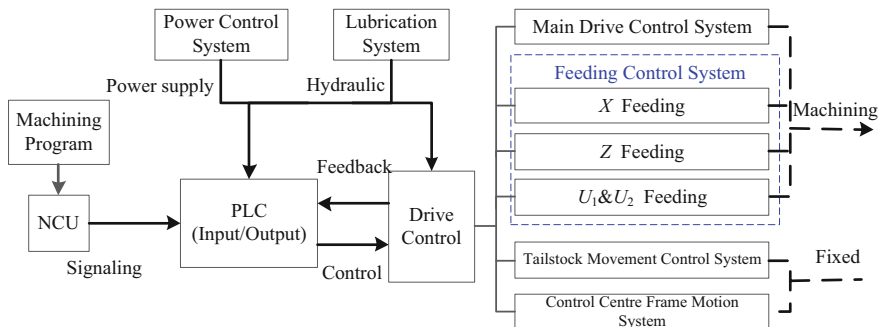 Power Control
System
Lubrication
System
Main Drive Control System
Power supply
Hydraulic
Feeding Control System
Machining
Program
X Feeding
Machining
Feedback
Z Feeding
NCU
PLC
(Input/Output)
Drive
Control
U1&U2 Feeding
Signaling
Control
Tailstock Movement Control System
Fixed
Control Centre Frame Motion
System